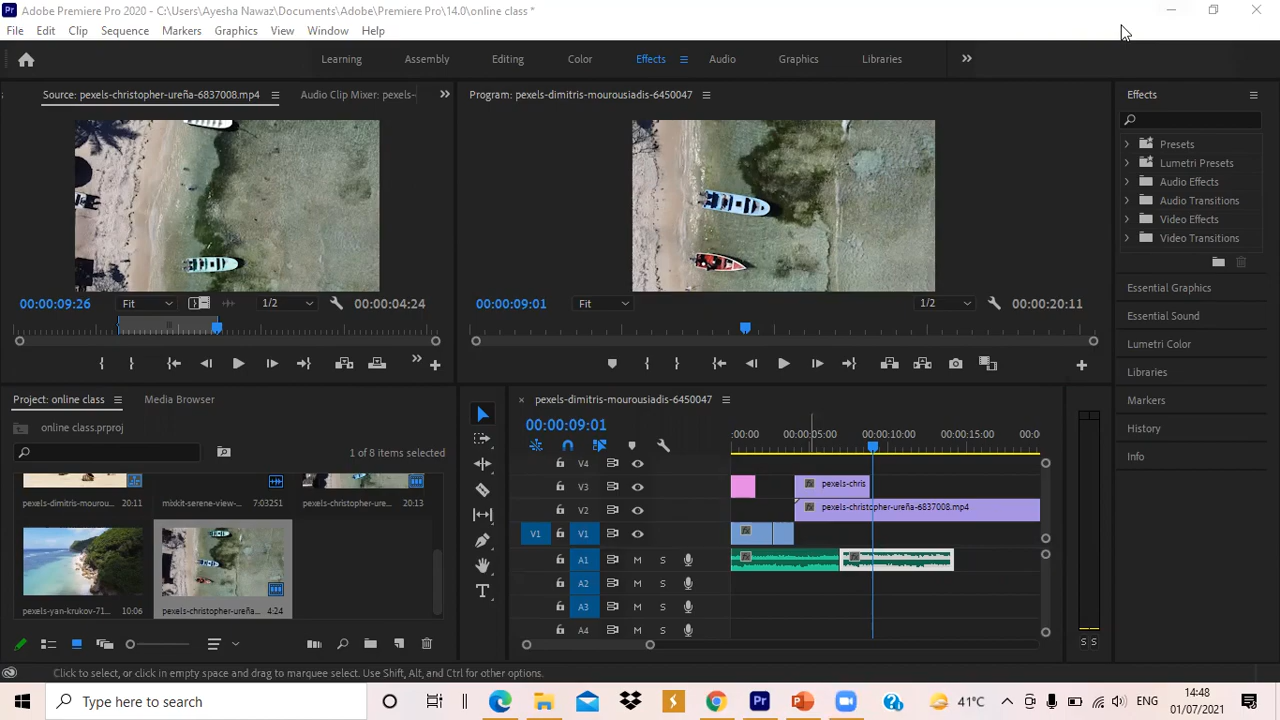 Pr Adobe Premiere Pro 2020 - C:\Users\Ayesha Nawaz\Documents\Adobe\Premiere Pro\14.0\online class *
File Edit Clip Sequence Markers Graphics View Window Help
Learning Assembly Editing Color Effects Audio Graphics Libraries
Source: pexels-christopher-ureña-6837008.mp4 Audio Clip Mixer: pexels-
Program: pexels-dimitris-mourousiadis-6450047
Effects
Presets
Lumetri Presets
Audio Effects
Audio Transitions
Video Effects
Video Transitions
00:00:09:26 Fit 1/2 00:00:04:24
00:00:09:01 Fit 1/2 00:00:20:11
Essential Graphics
Essential Sound
Lumetri Color
Libraries
Markers
History
Info
Project: online class Media Browser
online class.prproj
1 of 8 items selected
pexels-dimitris-mourou... 20:11 mixkit-serene-view-... 7:03251 pexels-christopher-ureña... 20:13
pexels-yan-krukov-71... 10:06 pexels-christopher-ureña... 4:24
pexels-dimitris-mourousiadis-6450047
00:00:09:01
:00:00 00:00:05:00 00:00:10:00 00:00:15:00 00:0
V4
V3 pexels-chris
V2 pexels-christopher-ureña-6837008.mp4
V1 V1
A1 M S
A2 M S
A3 M S
A4 M S
S S
Click to select, or click in empty space and drag to marquee select. Use Shift, Alt, and Ctrl for other options.
Type here to search
Pr
41°C
ENG
14:48
01/07/2021